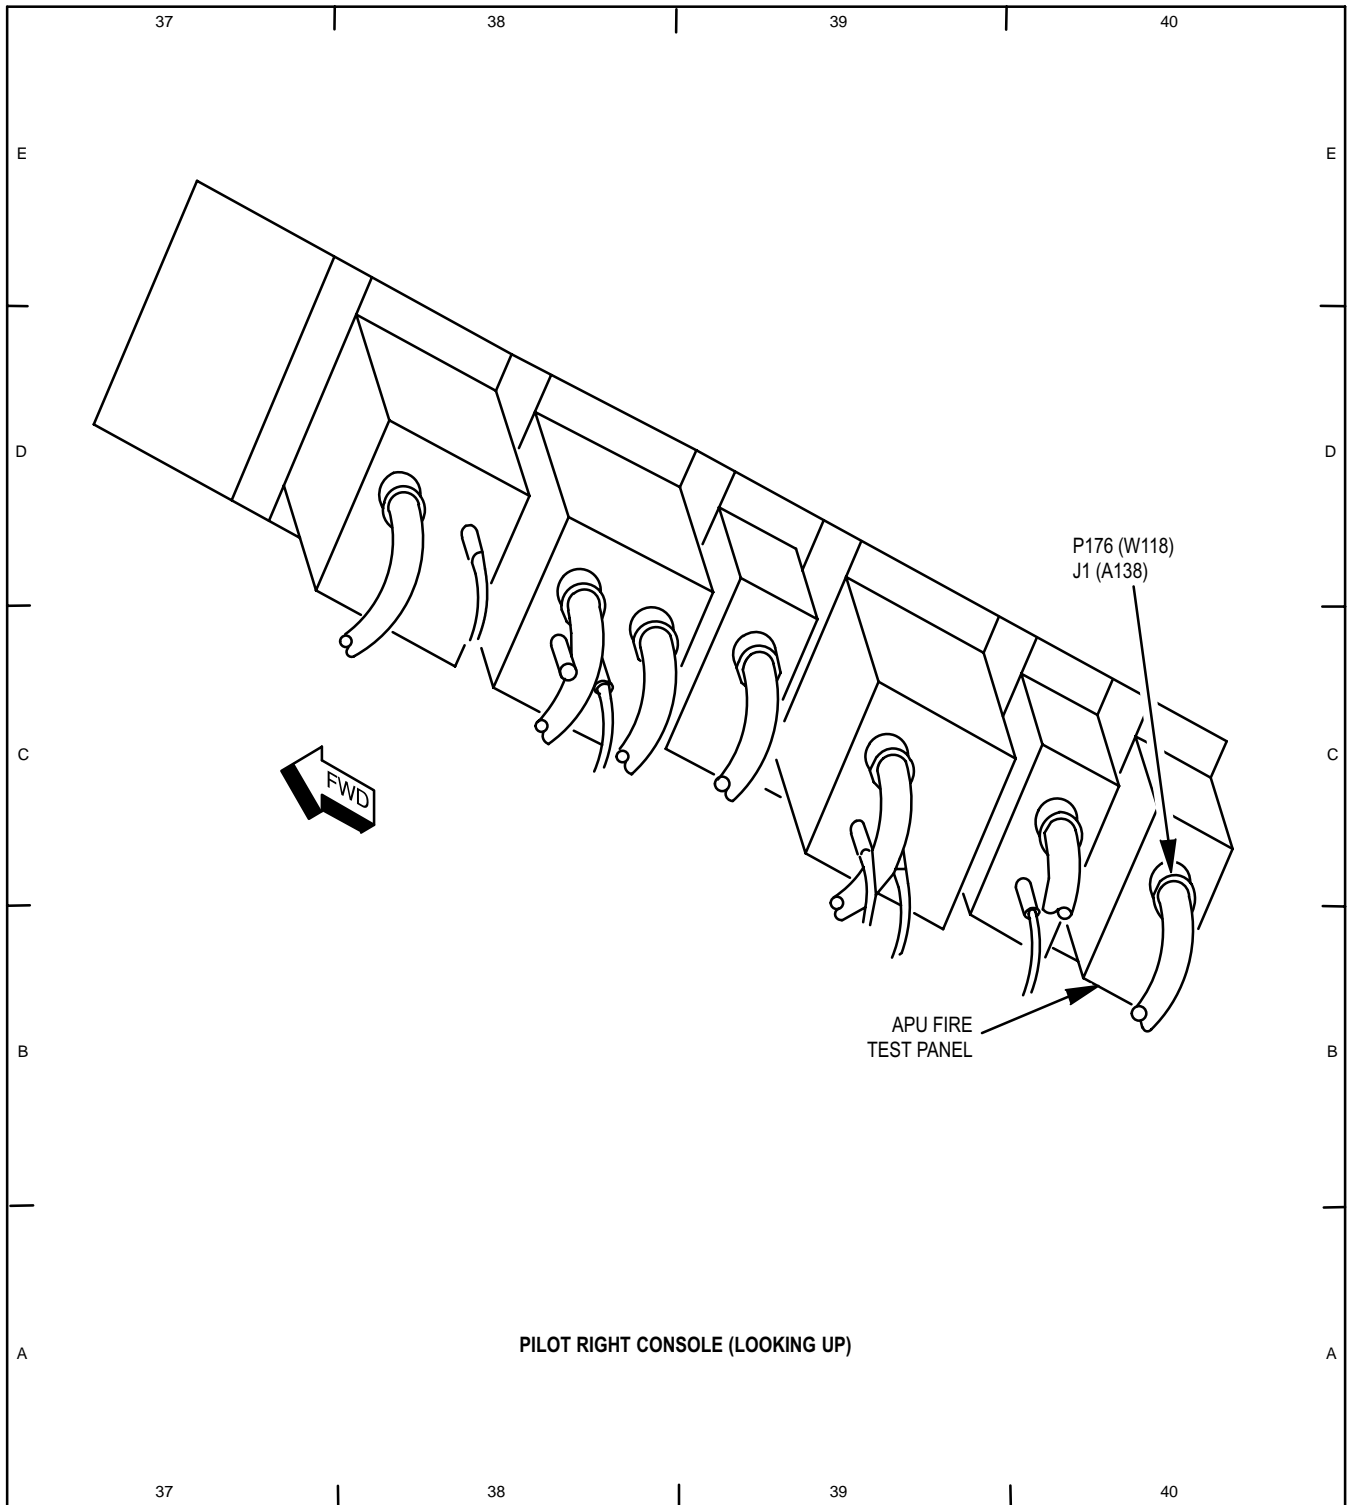 37 38 39 40
E E
D D
P176 (W118)
J1 (A138)
C C
FWD
APU FIRE
TEST PANEL
B B
PILOT RIGHT CONSOLE (LOOKING UP)
A A
37 38 39 40